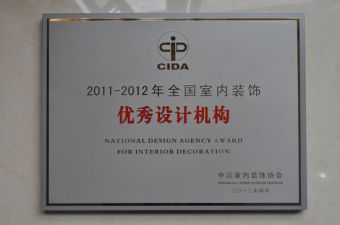 CIDA
2011-2012年全国室内装饰
优秀设计机构
NATIONAL DESIGN AGENCY AWARD
FOR INTERIOR DECORATION
中国室内装饰协会